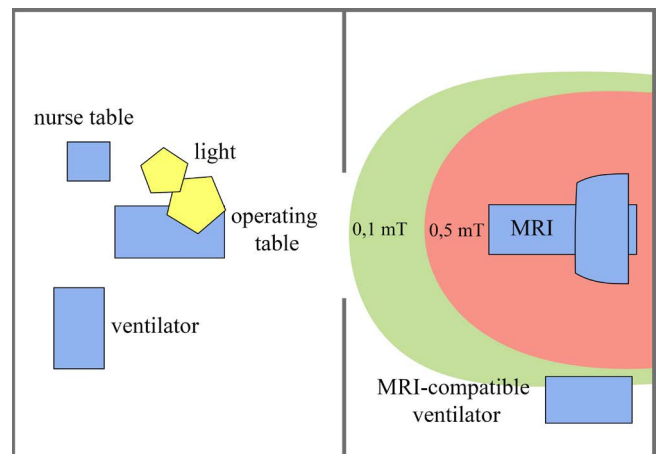 nurse table
light
operating
table
ventilator
0,1 mT
0,5 mT
MRI
MRI-compatible
ventilator